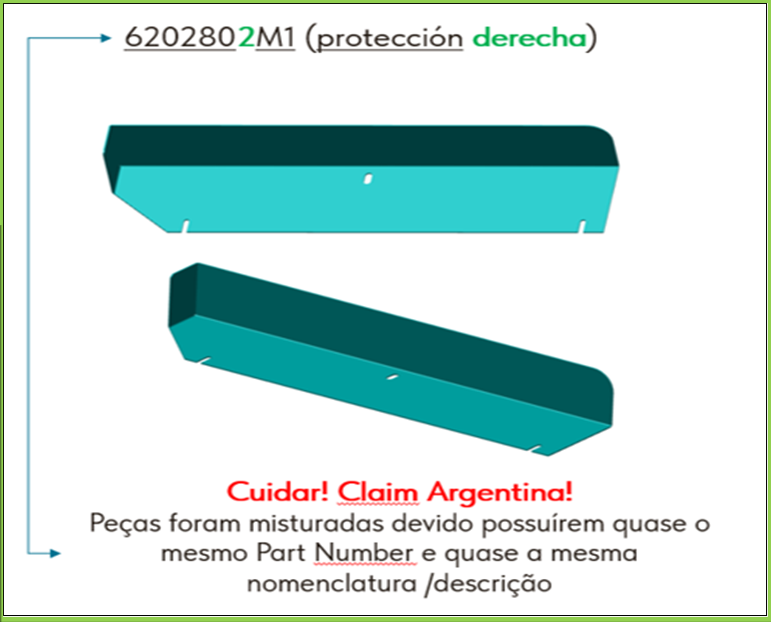 6202802M1 (protección derecha)
Cuidar! Claim Argentina!
Peças foram misturadas devido possuírem quase o
mesmo Part Number e quase a mesma
nomenclatura /descrição